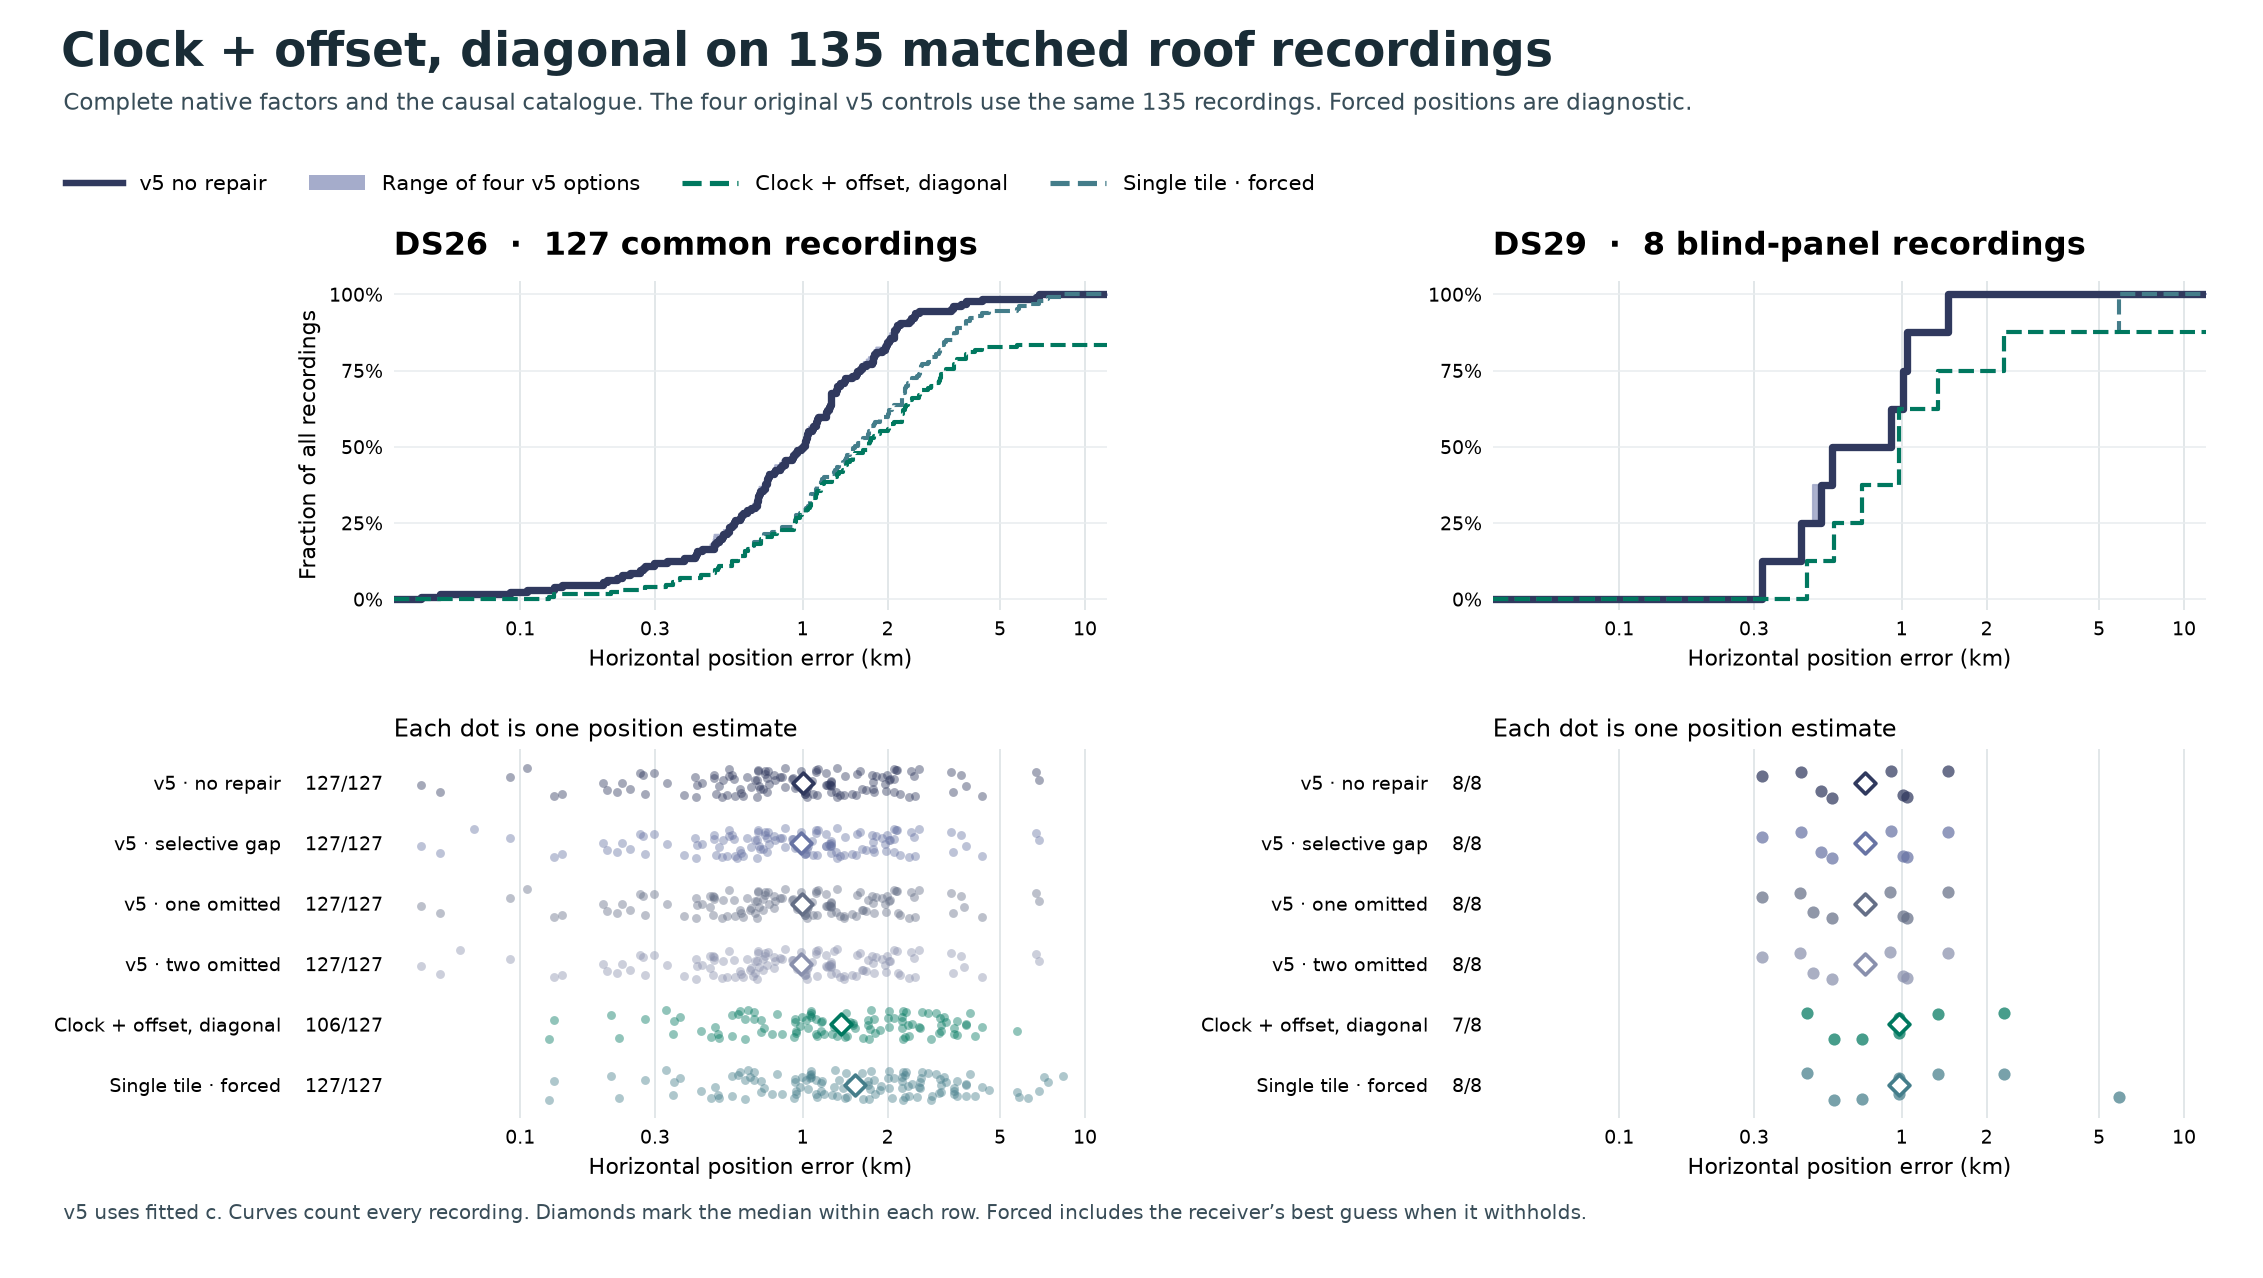 Clock + offset, diagonal on 135 matched roof recordings
Complete native factors and the causal catalogue. The four original v5 controls use the same 135 recordings. Forced positions are diagnostic.
v5 no repair
Range of four v5 options
Clock + offset, diagonal
Single tile · forced
DS26 · 127 common recordings
Fraction of all recordings
100%
75%
50%
25%
0%
0.1 0.3 1 2 5 10
Horizontal position error (km)
DS29 · 8 blind-panel recordings
100%
75%
50%
25%
0%
0.1 0.3 1 2 5 10
Horizontal position error (km)
Each dot is one position estimate
v5 · no repair 127/127
v5 · selective gap 127/127
v5 · one omitted 127/127
v5 · two omitted 127/127
Clock + offset, diagonal 106/127
Single tile · forced 127/127
0.1 0.3 1 2 5 10
Horizontal position error (km)
Each dot is one position estimate
v5 · no repair 8/8
v5 · selective gap 8/8
v5 · one omitted 8/8
v5 · two omitted 8/8
Clock + offset, diagonal 7/8
Single tile · forced 8/8
0.1 0.3 1 2 5 10
Horizontal position error (km)
v5 uses fitted c. Curves count every recording. Diamonds mark the median within each row. Forced includes the receiver’s best guess when it withholds.